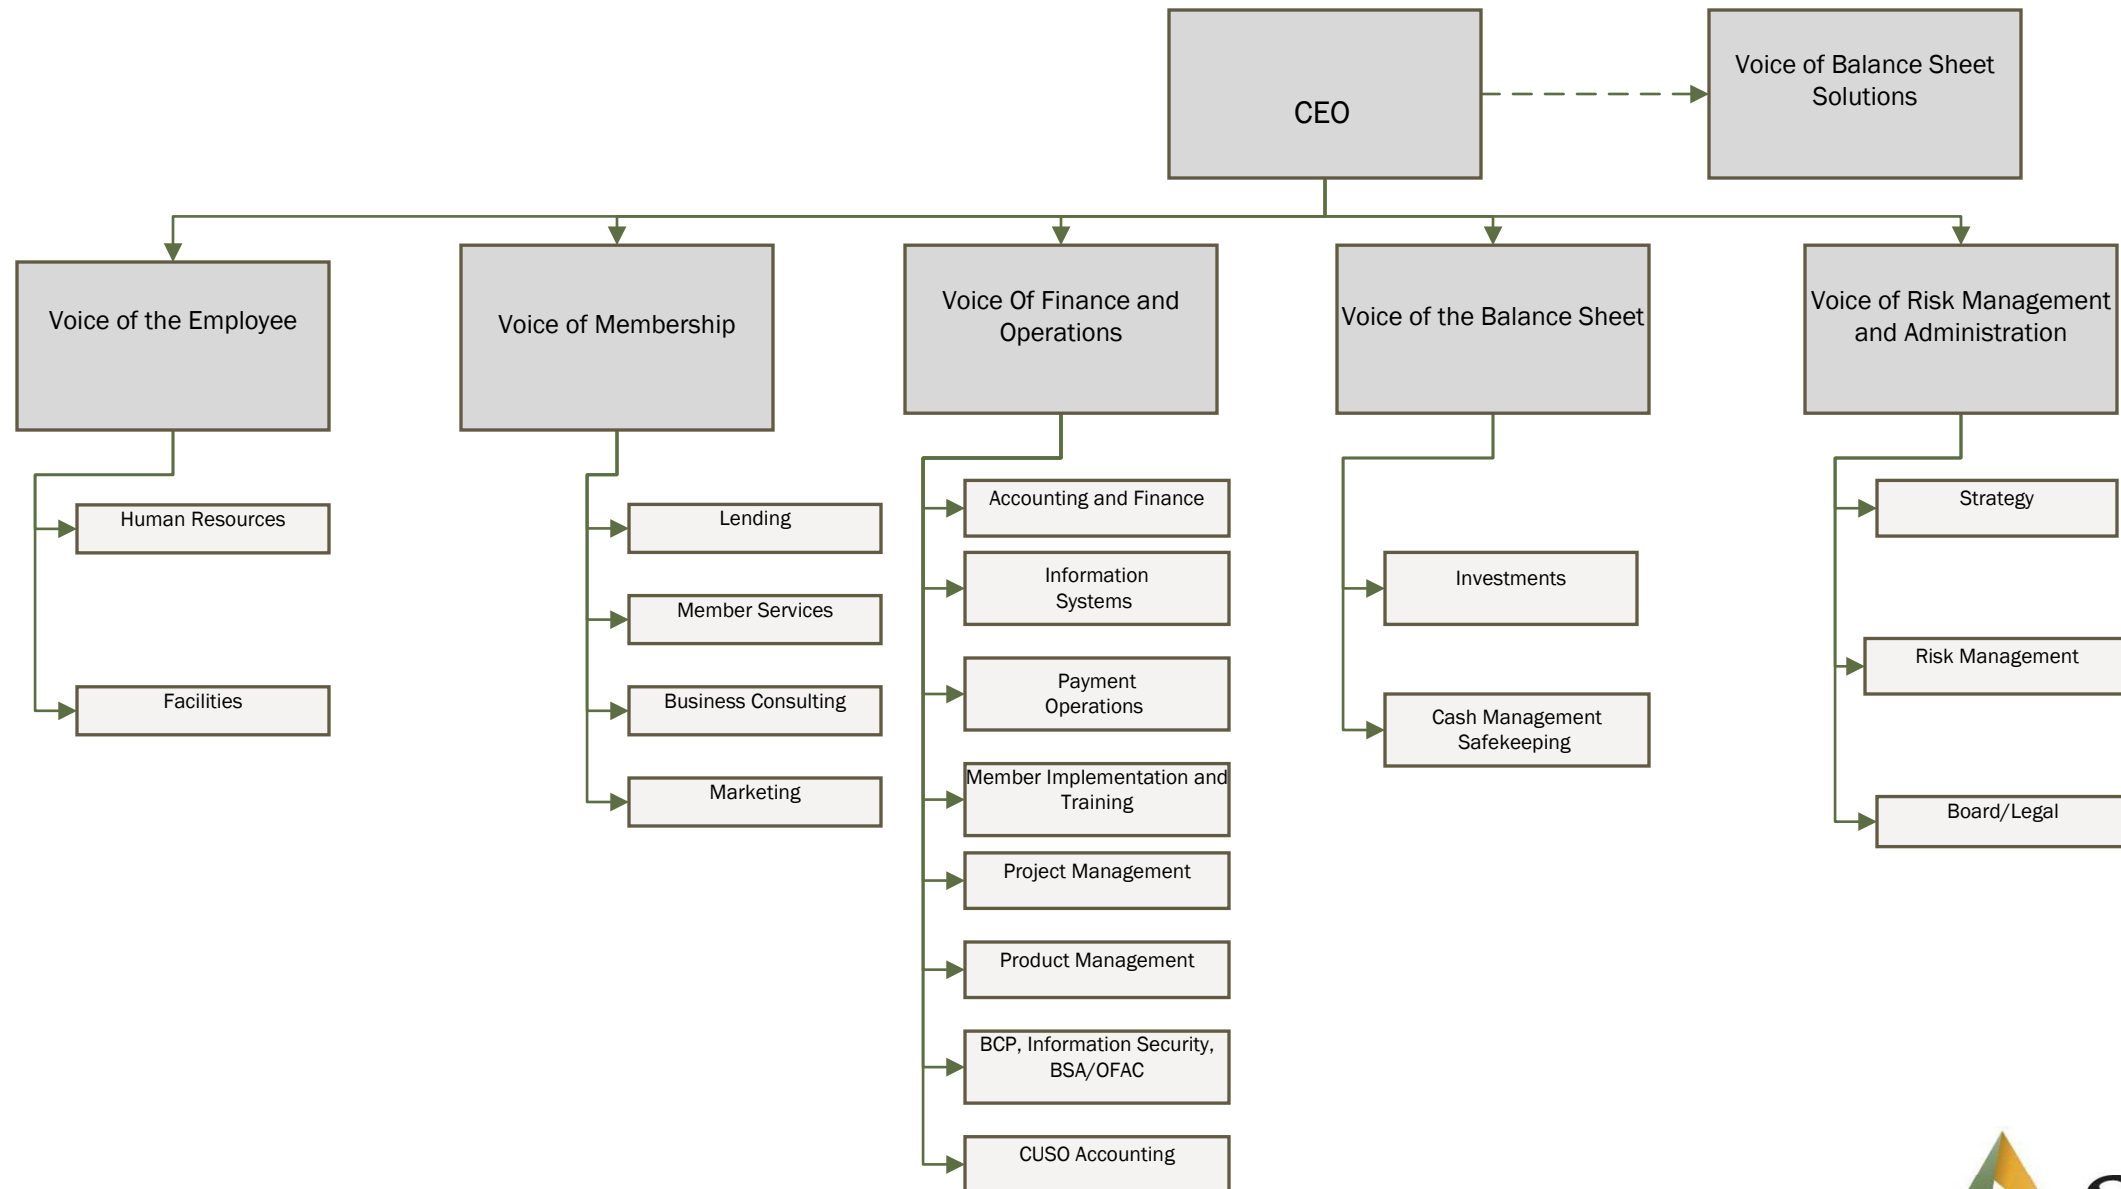 CEO
Voice of Balance Sheet
Solutions
Voice of the Employee
Voice of Membership
Voice Of Finance and
Operations
Voice of the Balance Sheet
Voice of Risk Management
and Administration
Human Resources
Facilities
Lending
Member Services
Business Consulting
Marketing
Accounting and Finance
Information
Systems
Payment
Operations
Member Implementation and
Training
Project Management
Product Management
BCP, Information Security,
BSA/OFAC
CUSO Accounting
Investments
Cash Management
Safekeeping
Strategy
Risk Management
Board/Legal